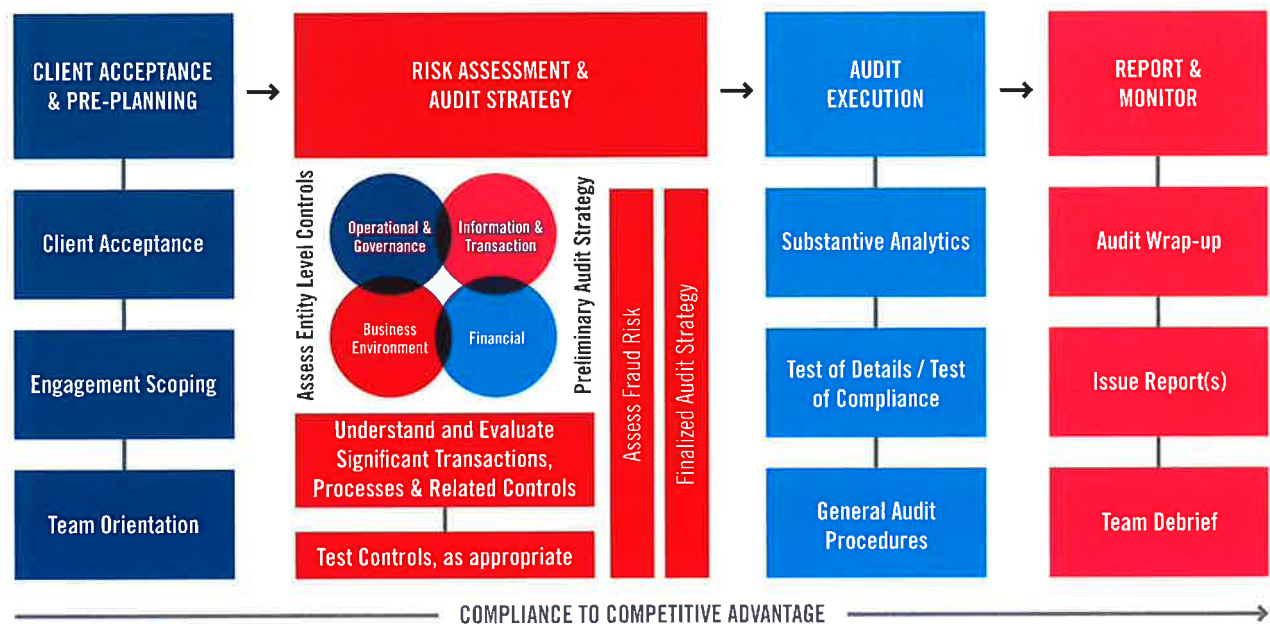 CLIENT ACCEPTANCE
& PRE-PLANNING
Client Acceptance
Engagement Scoping
Team Orientation
RISK ASSESSMENT &
AUDIT STRATEGY
Assess Entity Level Controls
Operational &
Governance
Information &
Transaction
Business
Environment
Financial
Preliminary Audit Strategy
Understand and Evaluate
Significant Transactions,
Processes & Related Controls
Test Controls, as appropriate
Assess Fraud Risk
Finalized Audit Strategy
AUDIT
EXECUTION
Substantive Analytics
Test of Details / Test
of Compliance
General Audit
Procedures
REPORT &
MONITOR
Audit Wrap-up
Issue Report(s)
Team Debrief
COMPLIANCE TO COMPETITIVE ADVANTAGE